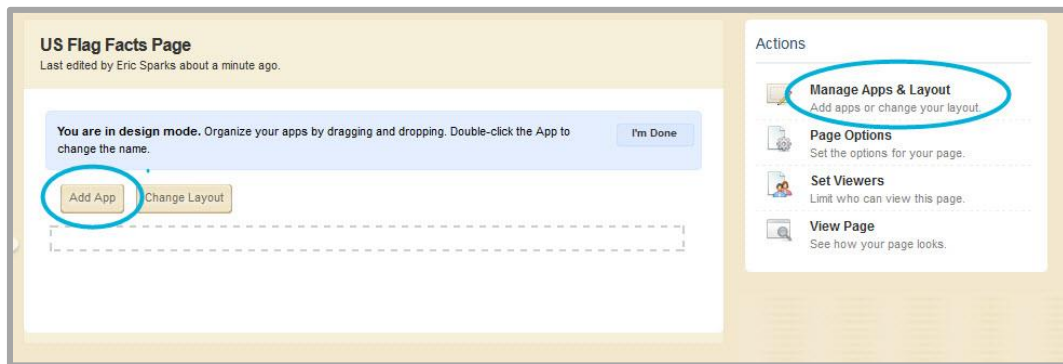 US Flag Facts Page
Last edited by Eric Sparks about a minute ago.
You are in design mode. Organize your apps by dragging and dropping. Double-click the App to
change the name.
I'm Done
Add App
Change Layout
Actions
Manage Apps & Layout
Add apps or change your layout.
Page Options
Set the options for your page.
Set Viewers
Limit who can view this page.
View Page
See how your page looks.